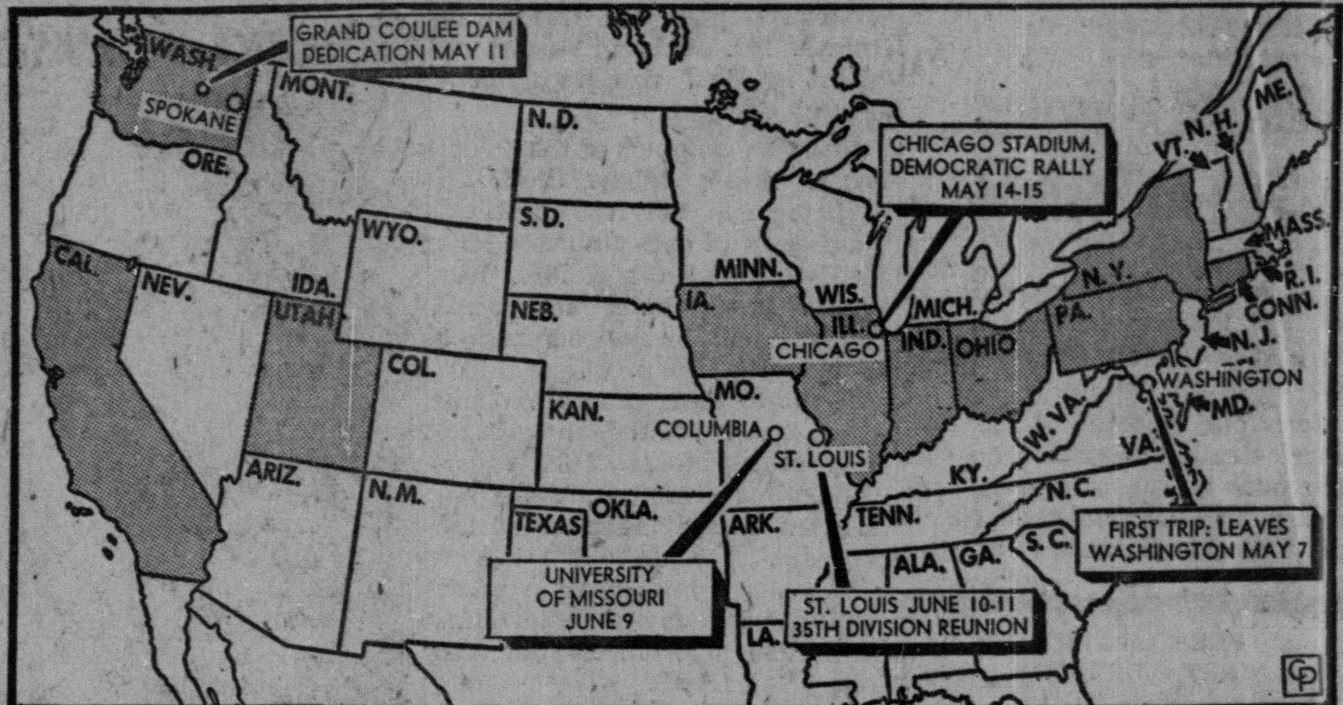 GRAND COULEE DAM
DEDICATION MAY 11
WASH.
SPOKANE
MONT.
N.D.
ORE.
S.D.
WYO.
IDA.
CAL.
NEV.
UTAH
NEB.
MINN.
IA.
WIS.
MICH.
CHICAGO STADIUM,
DEMOCRATIC RALLY
MAY 14-15
VT.
N.H.
ME.
MASS.
R.I.
CONN.
N.Y.
PA.
N.J.
ILL.
CHICAGO
IND.
OHIO
COL.
KAN.
MO.
COLUMBIA
ST. LOUIS
WASHINGTON
MD.
W. VA.
VA.
KY.
ARIZ.
N.M.
TEXAS
OKLA.
ARK.
TENN.
N.C.
S.C.
ALA.
GA.
LA.
FIRST TRIP: LEAVES
WASHINGTON MAY 7
UNIVERSITY
OF MISSOURI
JUNE 9
ST. LOUIS JUNE 10-11
35TH DIVISION REUNION
CP